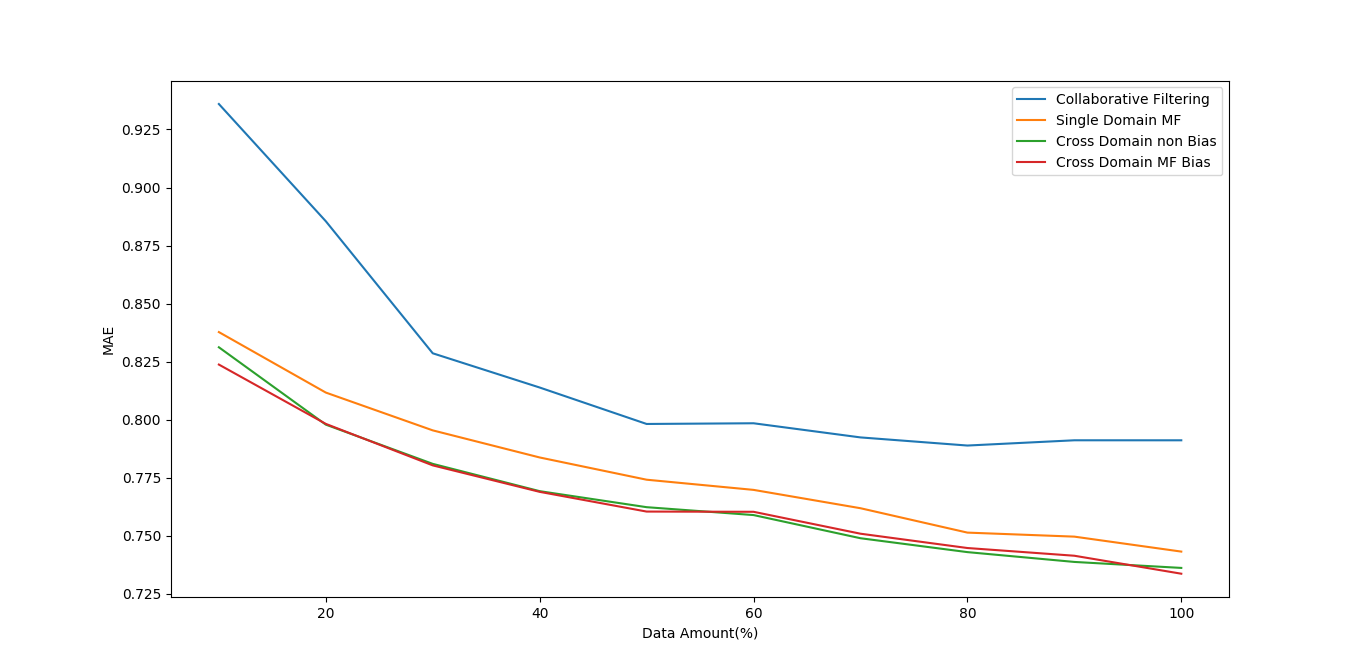 Collaborative Filtering
Single Domain MF
Cross Domain non Bias
Cross Domain MF Bias
0.925
0.900
0.875
0.850
0.825
0.800
0.775
0.750
0.725
MAE
20 40 60 80 100
Data Amount(%)